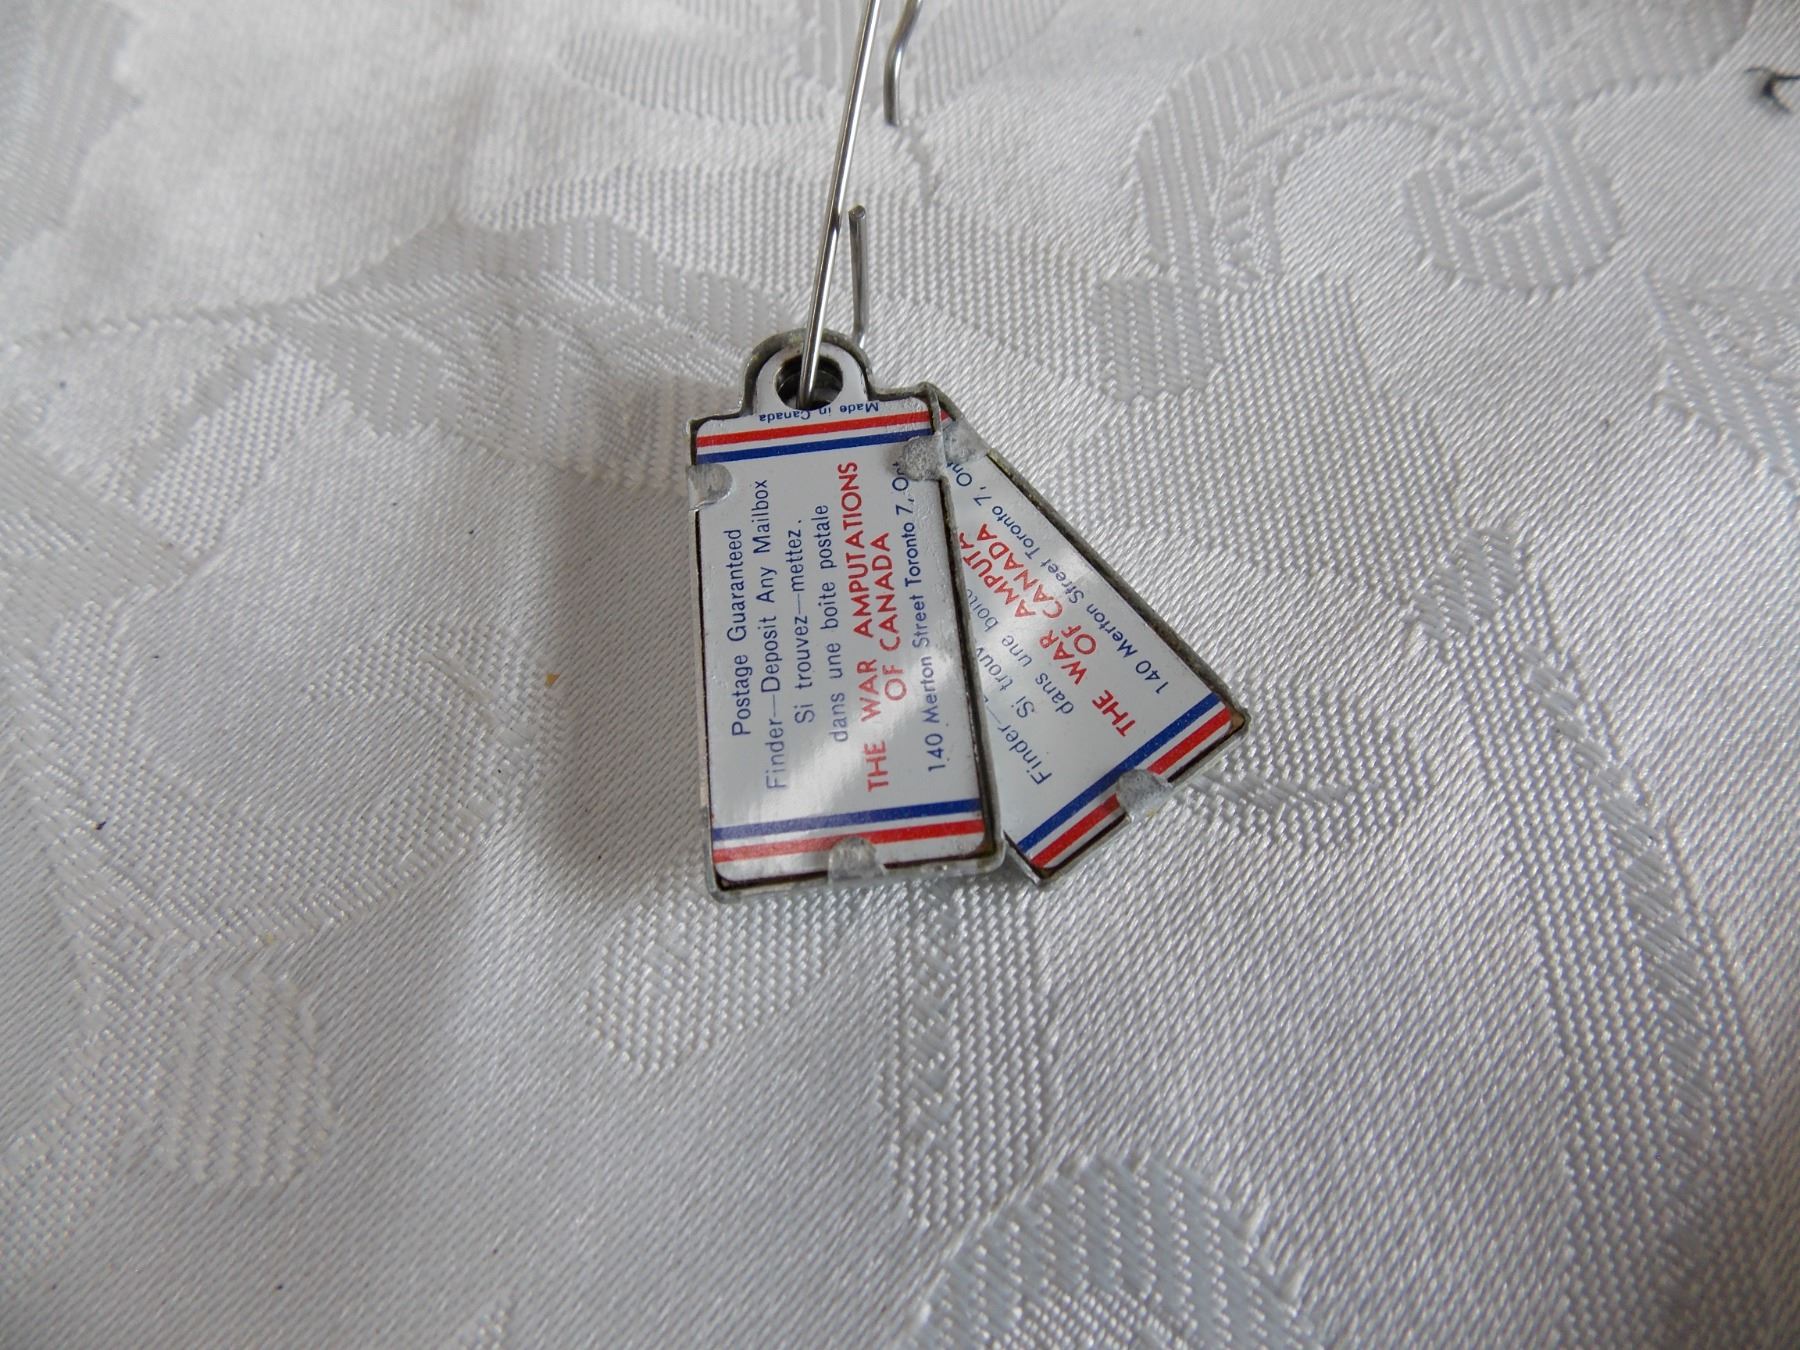 Made in Canada
Postage Guaranteed
Finder—Deposit Any Mailbox
Si trouvez—mettez.
dans une boite postale
THE WAR AMPUTATIONS
OF CANADA
140 Merton Street Toronto 7, Ont
Finder—
Si trouv
dans une boite
THE WAR AMPUTA
OF CANADA
140 Merton Street Toronto 7, Ont